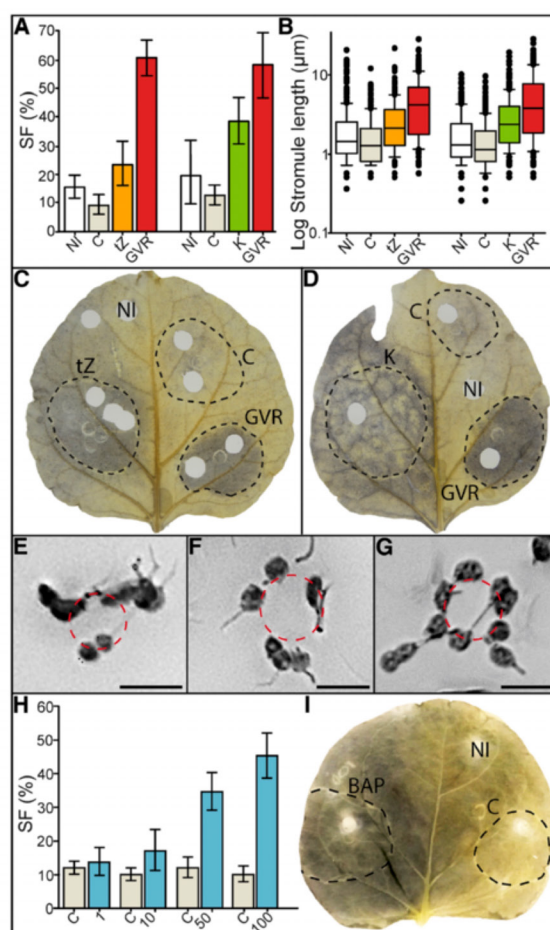 A
SF (%)
70
60
50
40
30
20
10
0
NI
C
tZ
GVR
NI
C
K
GVR
B
Log Stromule length (μm)
10
1
0.1
NI
C
tZ
GVR
NI
C
K
GVR
C
NI
tZ
C
GVR
D
C
K
NI
GVR
E
F
G
H
SF (%)
60
50
40
30
20
10
0
C
1
C
10
C
50
C
100
I
NI
BAP
C